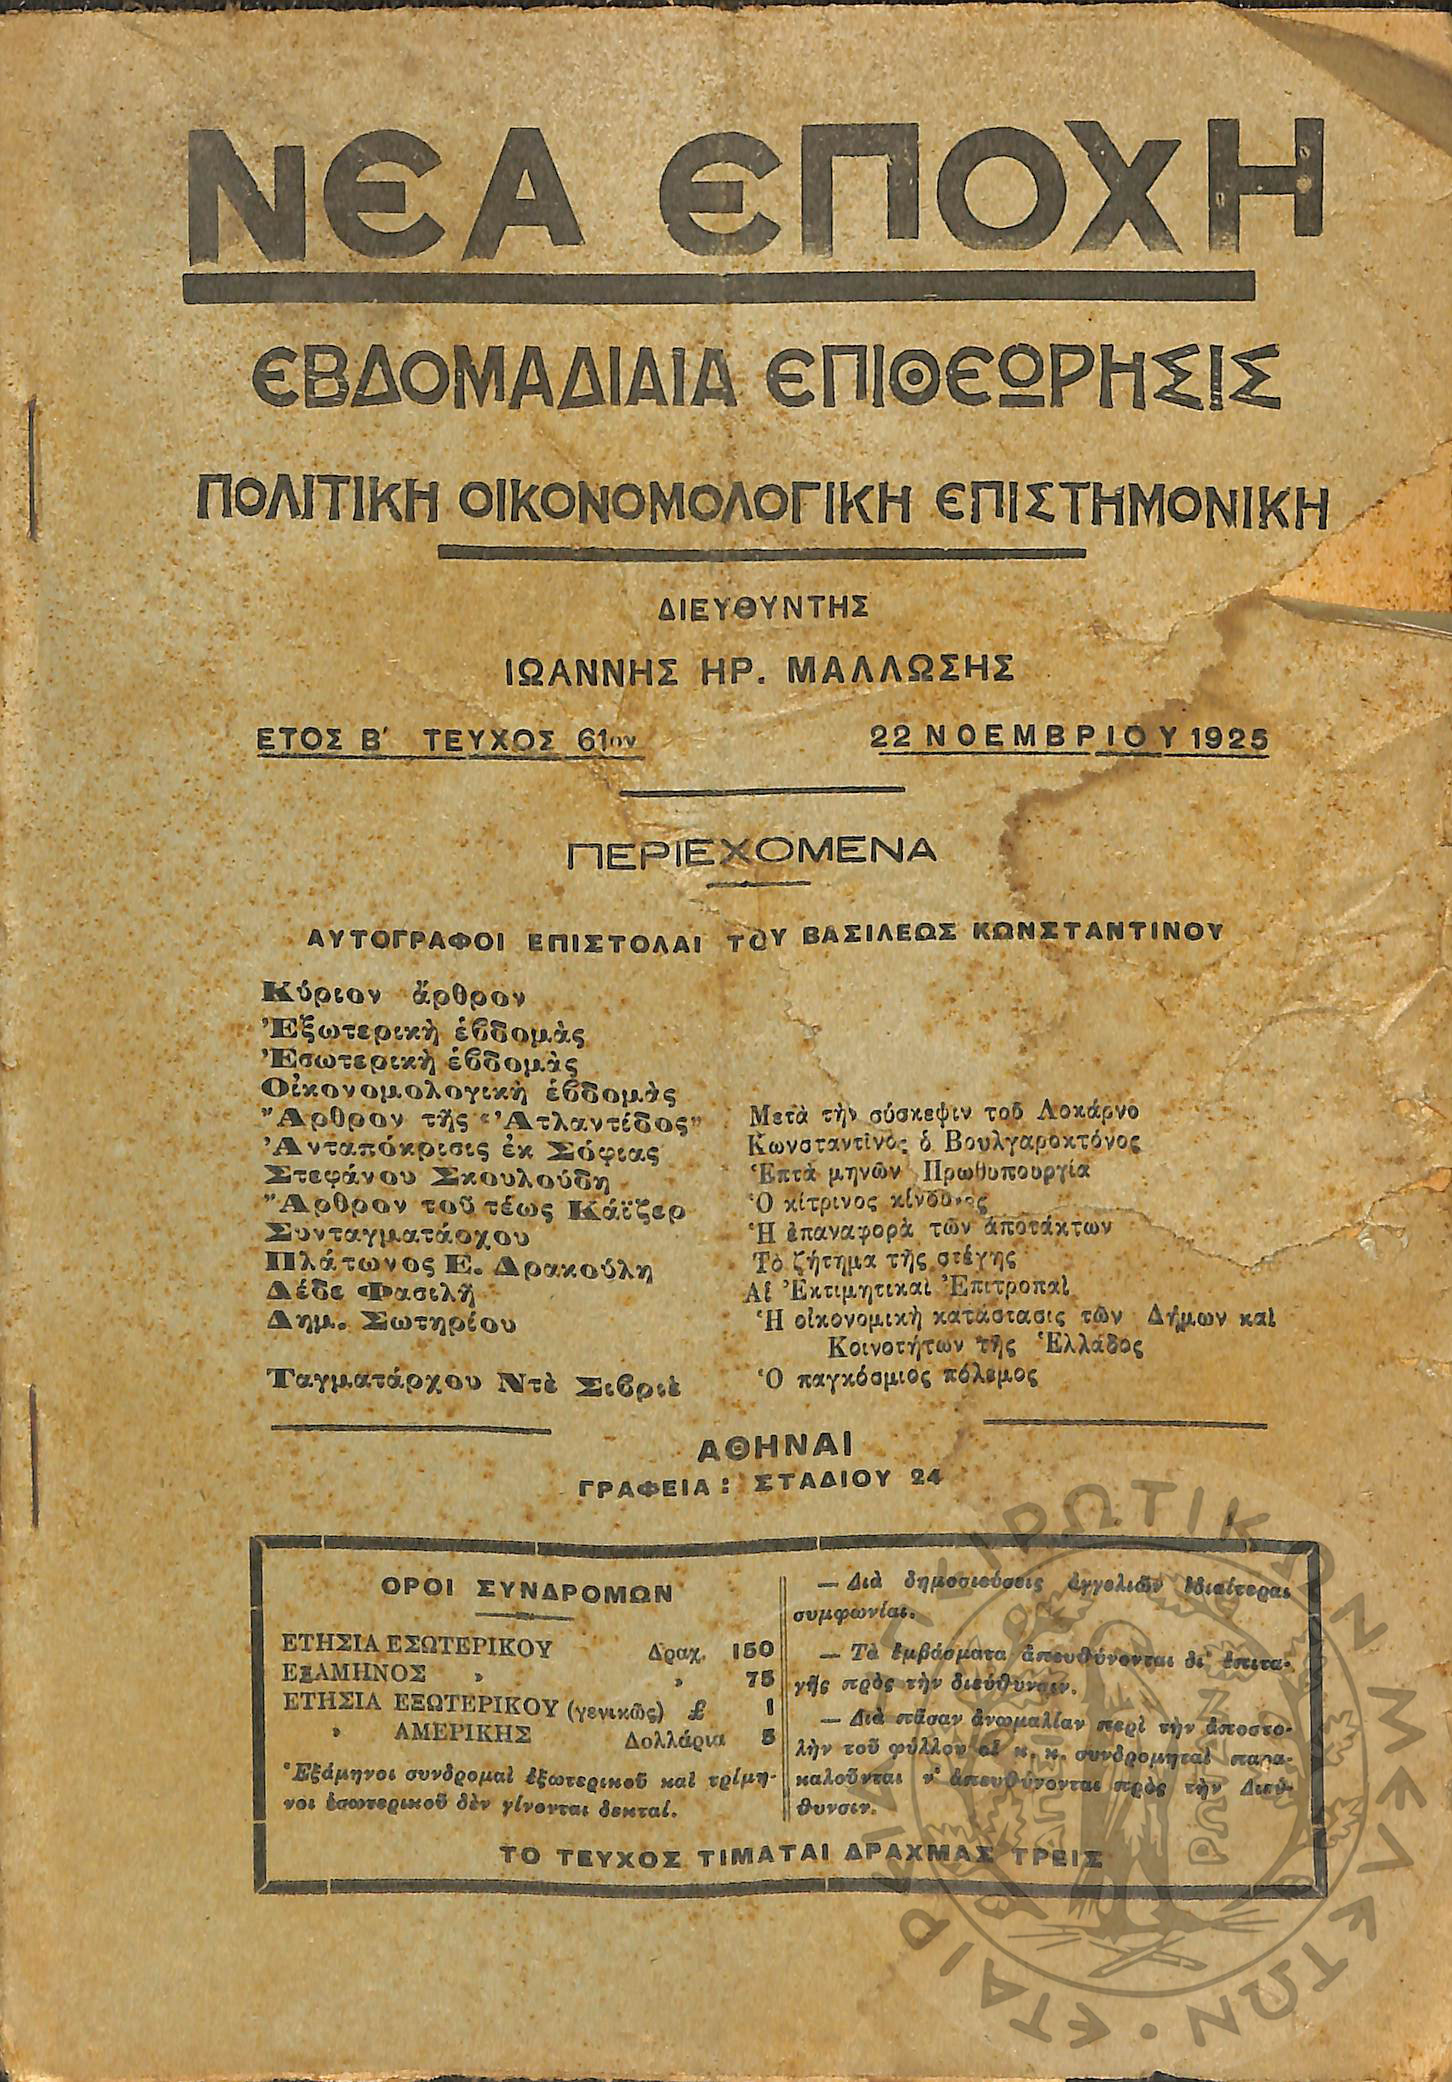 ΝΕΑ ΕΠΟΧΗ
ΕΒΔΟΜΑΔΙΑΙΑ ΕΠΙΘΕΩΡΗΣΙΣ
ΠΟΛΙΤΙΚΗ ΟΙΚΟΝΟΜΟΛΟΓΙΚΗ ΕΠΙΣΤΗΜΟΝΙΚΗ
ΔΙΕΥΘΥΝΤΗΣ
ΙΩΑΝΝΗΣ ΗΡ. ΜΑΛΛΩΣΗΣ
ΕΤΟΣ Β' ΤΕΥΧΟΣ 61ον 22 ΝΟΕΜΒΡΙΟΥ 1925
ΠΕΡΙΕΧΟΜΕΝΑ
ΑΥΤΟΓΡΑΦΟΙ ΕΠΙΣΤΟΛΑΙ ΤΟΥ ΒΑΣΙΛΕΩΣ ΚΩΝΣΤΑΝΤΙΝΟΥ
Κύριον ἄρθρον
Ἐξωτερικὴ ἑβδομὰς
Ἐσωτερικὴ ἑβδομὰς
Οἰκονομολογικὴ ἑβδομὰς
Ἄρθρον τῆς «Ἀτλαντίδος» Μετὰ τὴν σύσκεψιν τοῦ Λοκάρνο
Ἀνταπόκρισις ἐκ Σόφιας Κωνσταντῖνος ὁ Βουλγαροκτόνος
Στεφάνου Σκουλούδη Ἑπτὰ μηνῶν Πρωθυπουργία
Ἄρθρον τοῦ τέως Κάϊζερ Ὁ κίτρινος κίνδυνος
Συνταγματάρχου Ἡ ἐπαναφορὰ τῶν ἀποτάκτων
Πλάτωνος Ε. Δρακούλη Τὸ ζήτημα τῆς στέγης
Δέδε Φασιλῆ Αἱ Ἐκτιμητικαὶ Ἐπιτροπαὶ
Δημ. Σωτηρίου Ἡ οἰκονομικὴ κατάστασις τῶν Δήμων καὶ
Κοινοτήτων τῆς Ἑλλάδος
Ταγματάρχου Ντὲ Σιβριὲ Ὁ παγκόσμιος πόλεμος
ΑΘΗΝΑΙ
ΓΡΑΦΕΙΑ: ΣΤΑΔΙΟΥ 24
ΟΡΟΙ ΣΥΝΔΡΟΜΩΝ
ΕΤΗΣΙΑ ΕΣΩΤΕΡΙΚΟΥ Δραχ. 150
ΕΞΑΜΗΝΟΣ » » 75
ΕΤΗΣΙΑ ΕΞΩΤΕΡΙΚΟΥ (γενικῶς) £ 1
» ΑΜΕΡΙΚΗΣ Δολλάρια 5
Ἑξάμηνοι συνδρομαὶ ἐξωτερικοῦ καὶ τρίμη-
νοι ἐσωτερικοῦ δὲν γίνονται δεκταί.
— Διὰ δημοσιεύσεις ἀγγελιῶν ἰδιαίτεραι
συμφωνίαι.
— Τὰ ἐμβάσματα ἀπευθύνονται δι' ἐπιτα-
γῆς πρὸς τὴν διεύθυνσιν.
— Διὰ πᾶσαν ἀνωμαλίαν περὶ τὴν ἀποστο-
λὴν τοῦ φύλλου οἱ κ. κ. συνδρομηταὶ παρα-
καλοῦνται ν' ἀπευθύνονται πρὸς τὴν Διεύ-
θυνσιν.
ΤΟ ΤΕΥΧΟΣ ΤΙΜΑΤΑΙ ΔΡΑΧΜΑΣ ΤΡΕΙΣ
ΕΤΑΙΡΕΙΑ ΗΠΕΙΡΩΤΙΚΩΝ ΜΕΛΕΤΩΝ